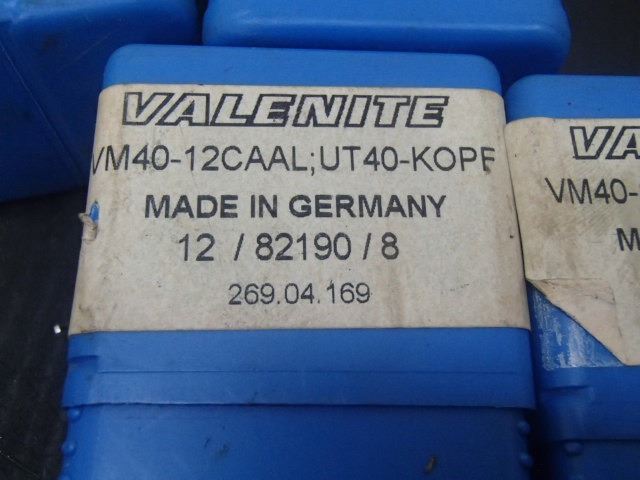 VALENITE
VM40-12CAAL;UT40-KOPF
MADE IN GERMANY
12 / 82190 / 8
269.04.169
VA
VM40-
M